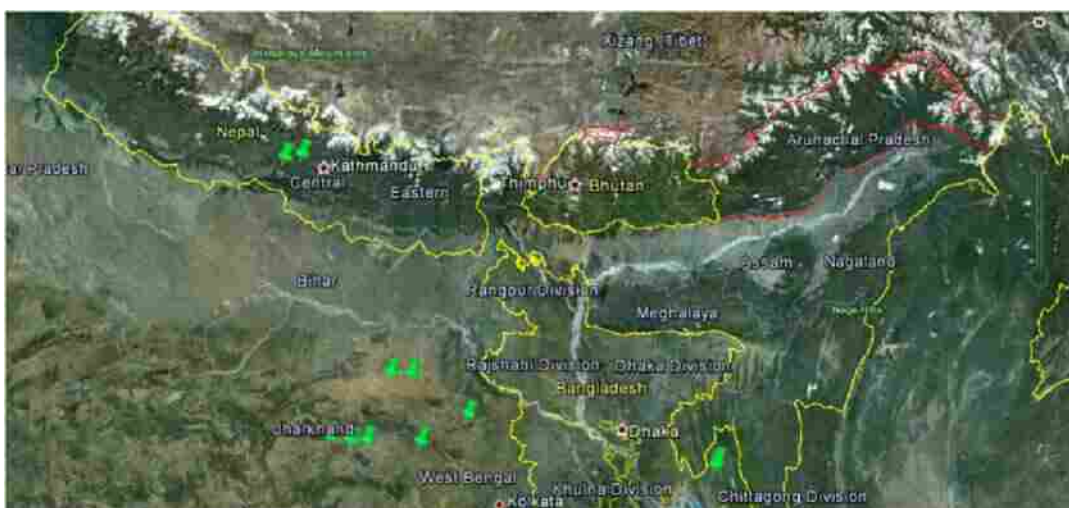 Xizang (Tibet)
Arunachal Pradesh
Nepal
Kathmandu
Central
Eastern
Thimphu
Bhutan
Pradesh
Assam
Nagaland
Bihar
Rangpur Division
Meghalaya
Rajshahi Division
Dhaka Division
Bangladesh
Jharkhand
Dhaka
West Bengal
Khulna Division
Chittagong Division
Kolkata